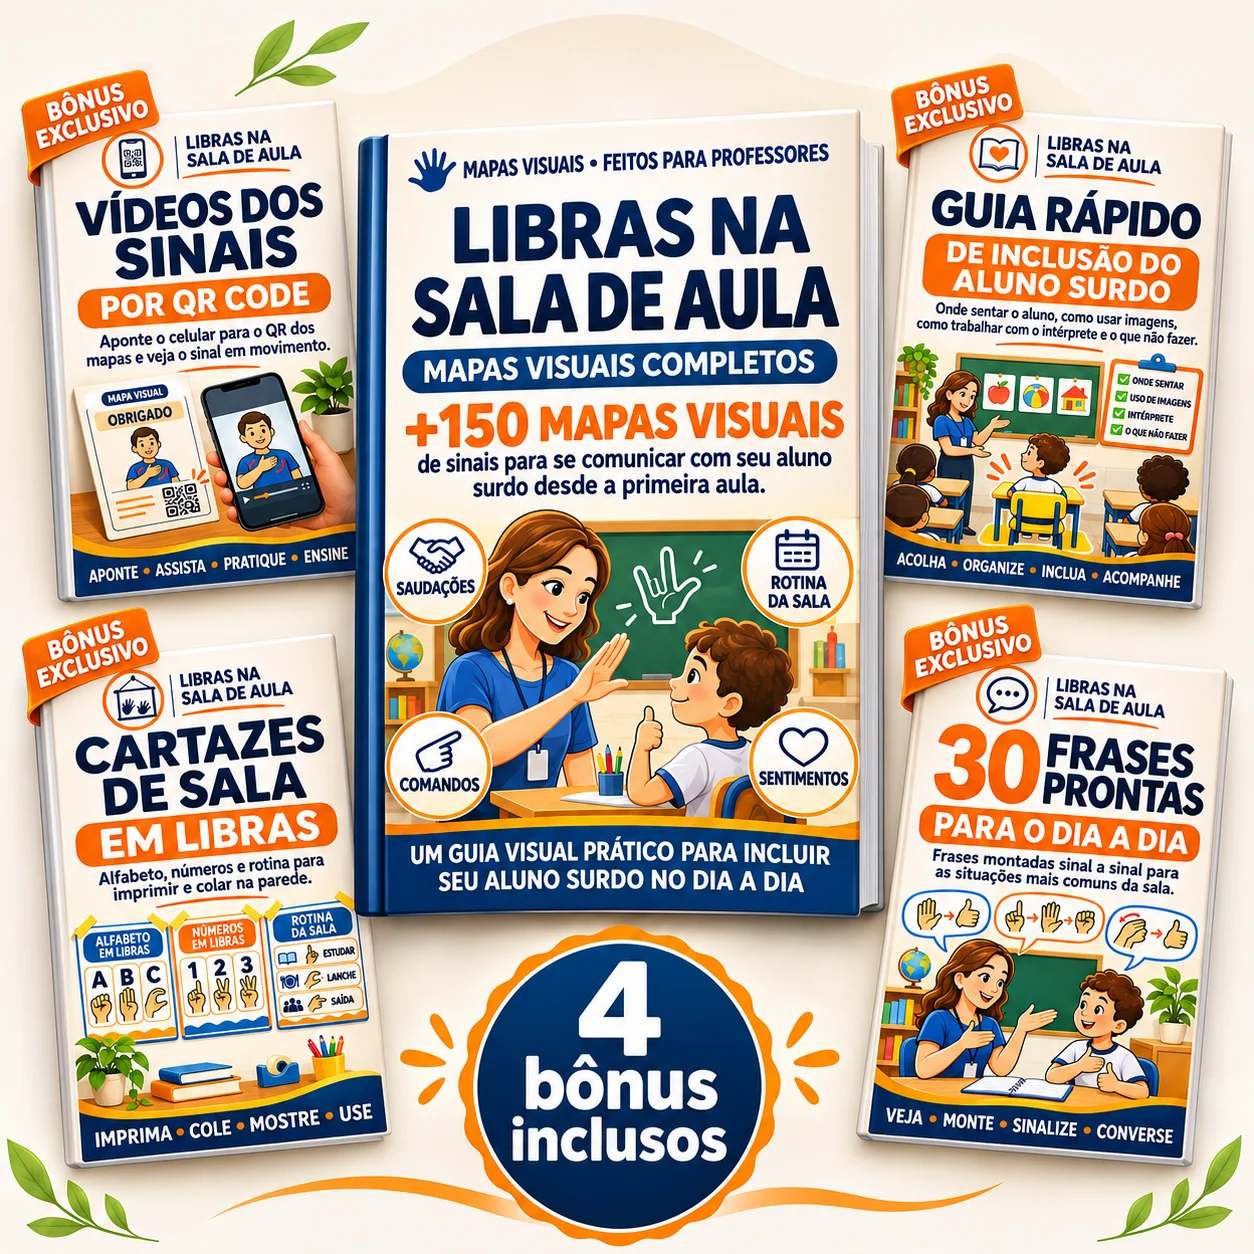 BÔNUS
EXCLUSIVO
LIBRAS NA
SALA DE AULA
VÍDEOS DOS
SINAIS
POR QR CODE
Aponte o celular para o QR dos
mapas e veja o sinal em movimento.
MAPA VISUAL
OBRIGADO
APONTE • ASSISTA • PRATIQUE • ENSINE
MAPAS VISUAIS • FEITOS PARA PROFESSORES
LIBRAS NA
SALA DE AULA
MAPAS VISUAIS COMPLETOS
+150 MAPAS VISUAIS
de sinais para se comunicar com seu aluno
surdo desde a primeira aula.
SAUDAÇÕES
ROTINA
DA SALA
COMANDOS
SENTIMENTOS
UM GUIA VISUAL PRÁTICO PARA INCLUIR
SEU ALUNO SURDO NO DIA A DIA
BÔNUS
EXCLUSIVO
LIBRAS NA
SALA DE AULA
GUIA RÁPIDO
DE INCLUSÃO DO
ALUNO SURDO
Onde sentar o aluno, como usar imagens,
como trabalhar com o intérprete e o que não fazer.
ONDE SENTAR
USO DE IMAGENS
INTÉRPRETE
O QUE NÃO FAZER
ACOLHA • ORGANIZE • INCLUA • ACOMPANHE
BÔNUS
EXCLUSIVO
LIBRAS NA
SALA DE AULA
CARTAZES
DE SALA
EM LIBRAS
Alfabeto, números e rotina para
imprimir e colar na parede.
ALFABETO
EM LIBRAS
A B C
NÚMEROS
EM LIBRAS
1 2 3
ROTINA
DA SALA
ESTUDAR
LANCHE
SAÍDA
IMPRIMA • COLE • MOSTRE • USE
BÔNUS
EXCLUSIVO
LIBRAS NA
SALA DE AULA
30 FRASES
PRONTAS
PARA O DIA A DIA
Frases montadas sinal a sinal para
as situações mais comuns da sala.
VEJA • MONTE • SINALIZE • CONVERSE
4
bônus
inclusos